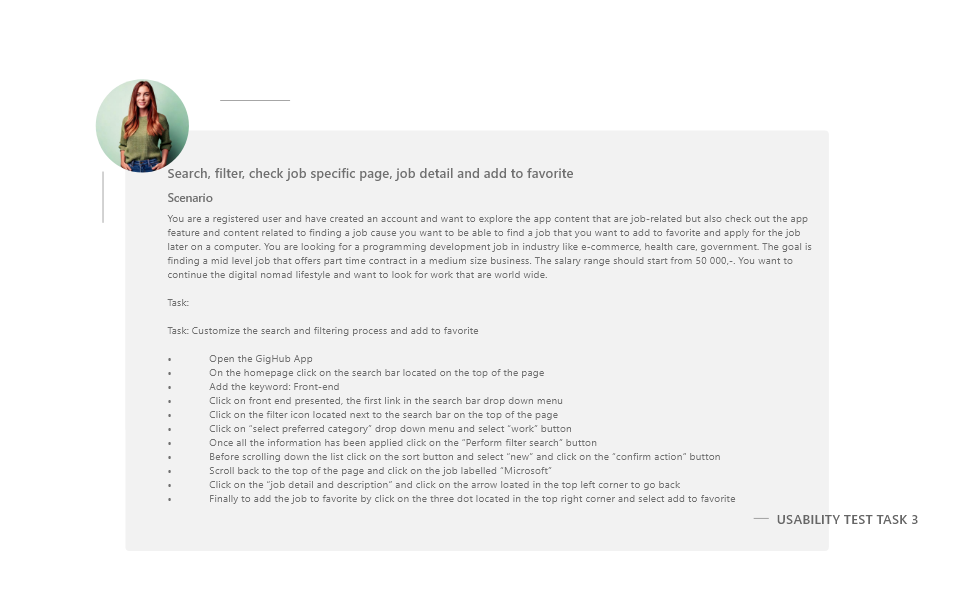 Search, filter, check job specific page, job detail and add to favorite
Scenario
You are a registered user and have created an account and want to explore the app content that are job-related but also check out the app
feature and content related to finding a job cause you want to be able to find a job that you want to add to favorite and apply for the job
later on a computer. You are looking for a programming development job in industry like e-commerce, health care, government. The goal is
finding a mid level job that offers part time contract in a medium size business. The salary range should start from 50 000,-. You want to
continue the digital nomad lifestyle and want to look for work that are world wide.
Task:
Task: Customize the search and filtering process and add to favorite
• Open the GigHub App
• On the homepage click on the search bar located on the top of the page
• Add the keyword: Front-end
• Click on front end presented, the first link in the search bar drop down menu
• Click on the filter icon located next to the search bar on the top of the page
• Click on “select preferred category” drop down menu and select “work” button
• Once all the information has been applied click on the “Perform filter search” button
• Before scrolling down the list click on the sort button and select “new” and click on the “confirm action” button
• Scroll back to the top of the page and click on the job labelled “Microsoft”
• Click on the “job detail and description” and click on the arrow loated in the top left corner to go back
• Finally to add the job to favorite by click on the three dot located in the top right corner and select add to favorite
USABILITY TEST TASK 3